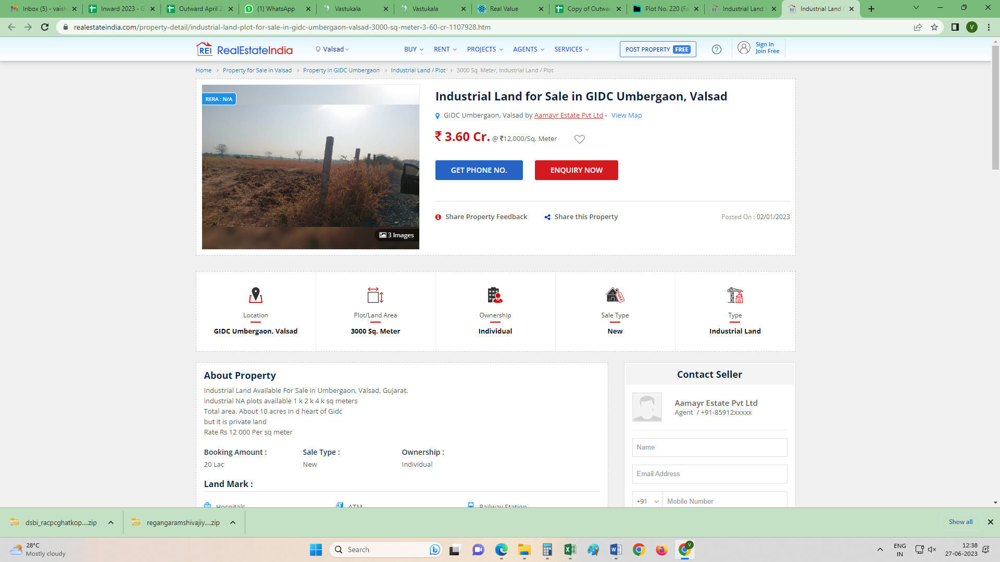 Inbox (5) - vaish
Inward 2023 - G
Outward April 2
(1) WhatsApp
Vastukala
Vastukala
Real Value
Copy of Outwar
Plot No. 220 (Fa
Industrial Land f
Industrial Land f
realestateindia.com/property-detail/industrial-land-plot-for-sale-in-gidc-umbergaon-valsad-3000-sq-meter-3-60-cr-1107928.htm
V
REI RealEstateIndia
Valsad
BUY
RENT
PROJECTS
AGENTS
SERVICES
POST PROPERTY FREE
?
Sign In
Join Free
Home > Property for Sale in Valsad > Property in GIDC Umbergaon > Industrial Land / Plot > 3000 Sq. Meter, Industrial Land / Plot
RERA : N/A
3 Images
Industrial Land for Sale in GIDC Umbergaon, Valsad
GIDC Umbergaon, Valsad by Aamayr Estate Pvt Ltd - View Map
₹ 3.60 Cr. @ ₹12,000/Sq. Meter
GET PHONE NO.
ENQUIRY NOW
Share Property Feedback
Share this Property
Posted On : 02/01/2023
Location
GIDC Umbergaon, Valsad
Plot/Land Area
3000 Sq. Meter
Ownership
Individual
SALE
Sale Type
New
Type
Industrial Land
About Property
Industrial Land Available For Sale in Umbergaon, Valsad, Gujarat.
industrial NA plots available 1 k 2 k 4 k sq meters
Total area. About 10 acres in d heart of Gidc
but it is private land
Rate Rs 12 000 Per sq meter
Booking Amount :
20 Lac
Sale Type :
New
Ownership :
Individual
Land Mark :
Hospitals
ATM
Railway Station
Contact Seller
Aamayr Estate Pvt Ltd
Agent / +91-85912xxxxx
Name
Email Address
+91
Mobile Number
dsbi_racpcghatkop....zip
regangaramshivajiy....zip
Show all
28°C
Mostly cloudy
Search
V
ENG
IN
12:38
27-06-2023